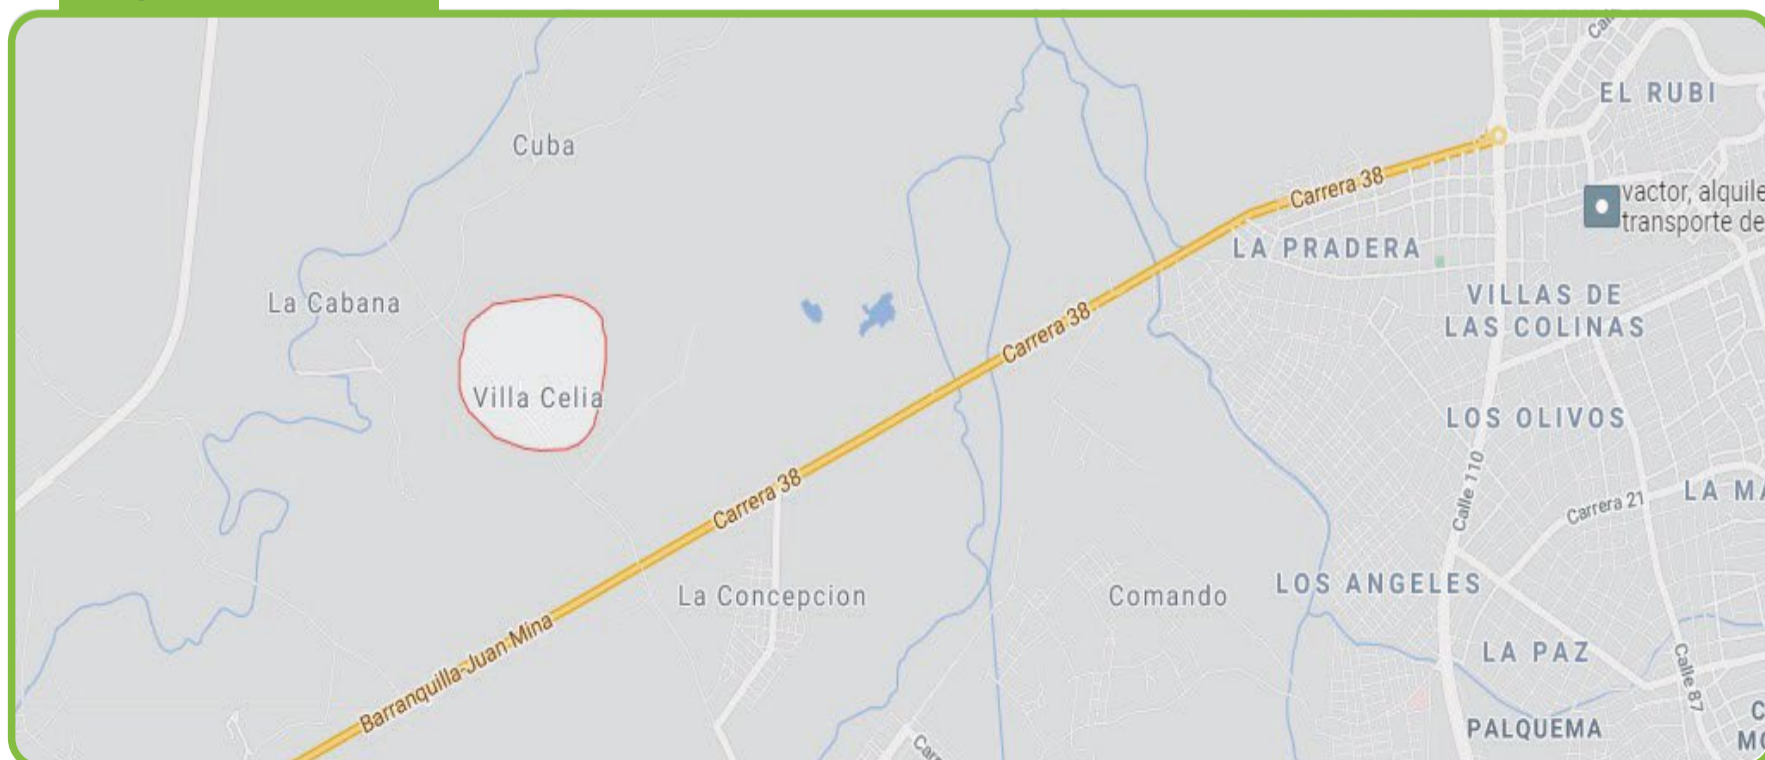 EL RUBI
Cuba
Carrera 38
vactor, alquile
transporte de
LA PRADERA
La Cabana
VILLAS DE
LAS COLINAS
Carrera 38
Villa Celia
LOS OLIVOS
Carrera 38
Calle 110
Carrera 21
LA MA
La Concepcion
Comando
LOS ANGELES
Barranquilla-Juan Mina
LA PAZ
Calle 87
PALQUEMA